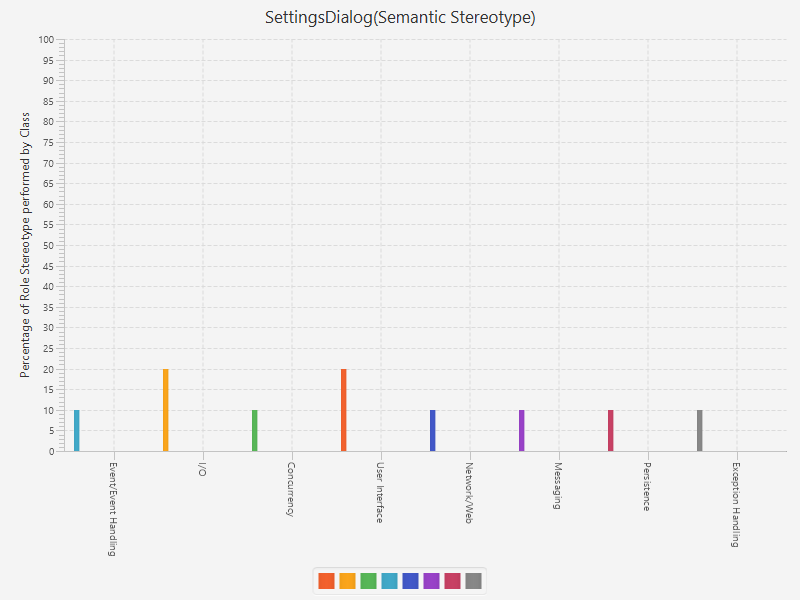 SettingsDialog(Semantic Stereotype)
Percentage of Role Stereotype performed by Class
100
95
90
85
80
75
70
65
60
55
50
45
40
35
30
25
20
15
10
5
0
Event/Event Handling
I/O
Concurrency
User Interface
Network/Web
Messaging
Persistence
Exception Handling